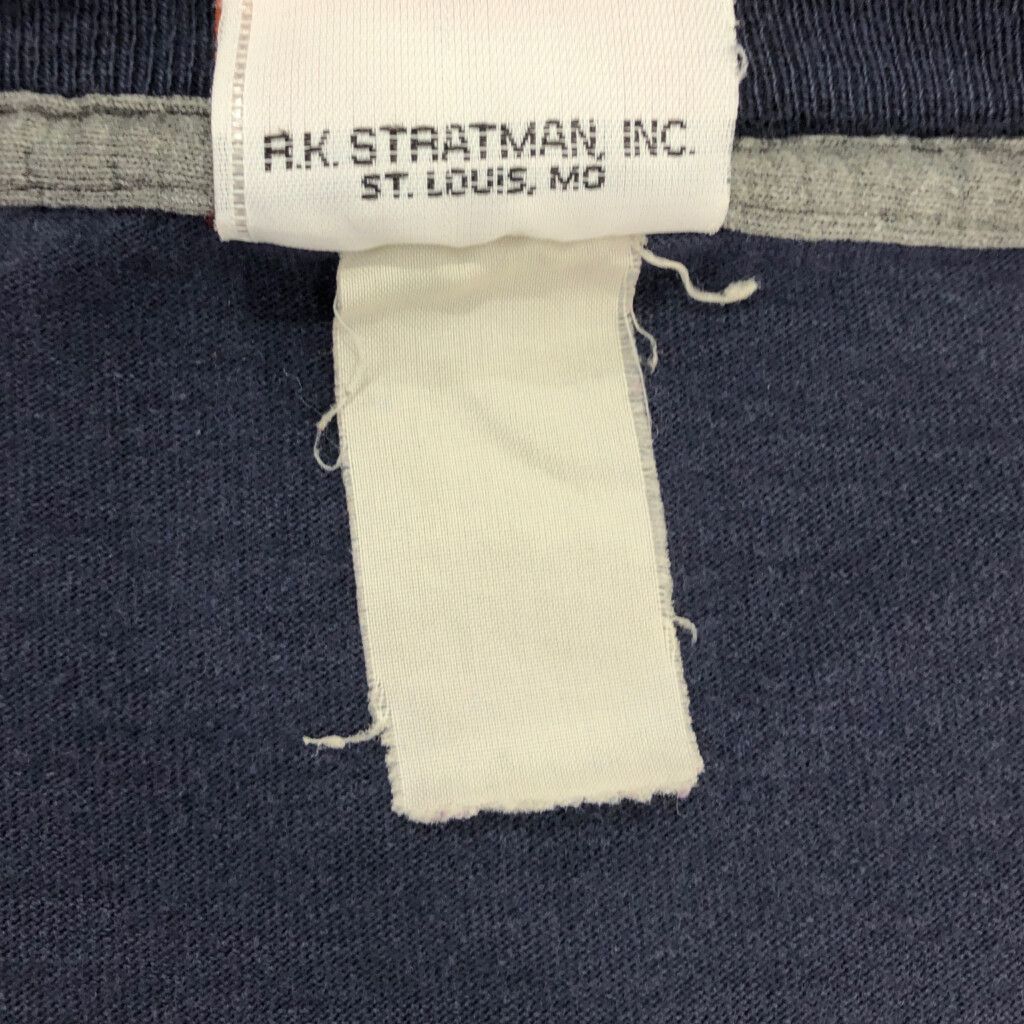 R.K. STRATMAN, INC.
ST. LOUIS, MO